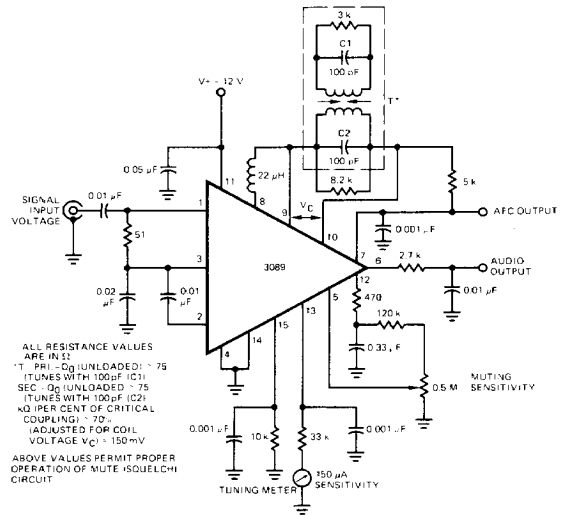 3 k
C1
100 pF
T*
C2
100 pF
8.2 k
V+ - 12 V
0.05 µF
22 µH
11
8
9
VC
10
5 k
SIGNAL
INPUT
VOLTAGE
0.01 µF
51
1
3
2
0.02
µF
0.01
µF
3089
0.001 µF
AFC OUTPUT
7
6
2.7 k
AUDIO
OUTPUT
0.01 µF
12
5
470
120 k
13
15
14
4
0.33
F
0.5 M
MUTING
SENSITIVITY
ALL RESISTANCE VALUES
ARE IN Ω
*T PRI.-Q0 (UNLOADED) ~ 75
(TUNES WITH 100 pF (C1)
SEC - Q0 (UNLOADED ~ 75
(TUNES WITH 100 pF (C2)
kQ (PER CENT OF CRITICAL
COUPLING) ~ 70%
(ADJUSTED FOR COIL
VOLTAGE VC) = 150 mV
ABOVE VALUES PERMIT PROPER
OPERATION OF MUTE (SQUELCH)
CIRCUIT
0.001 µF
10 k
33 k
0.001 µF
TUNING METER
150 µA
SENSITIVITY